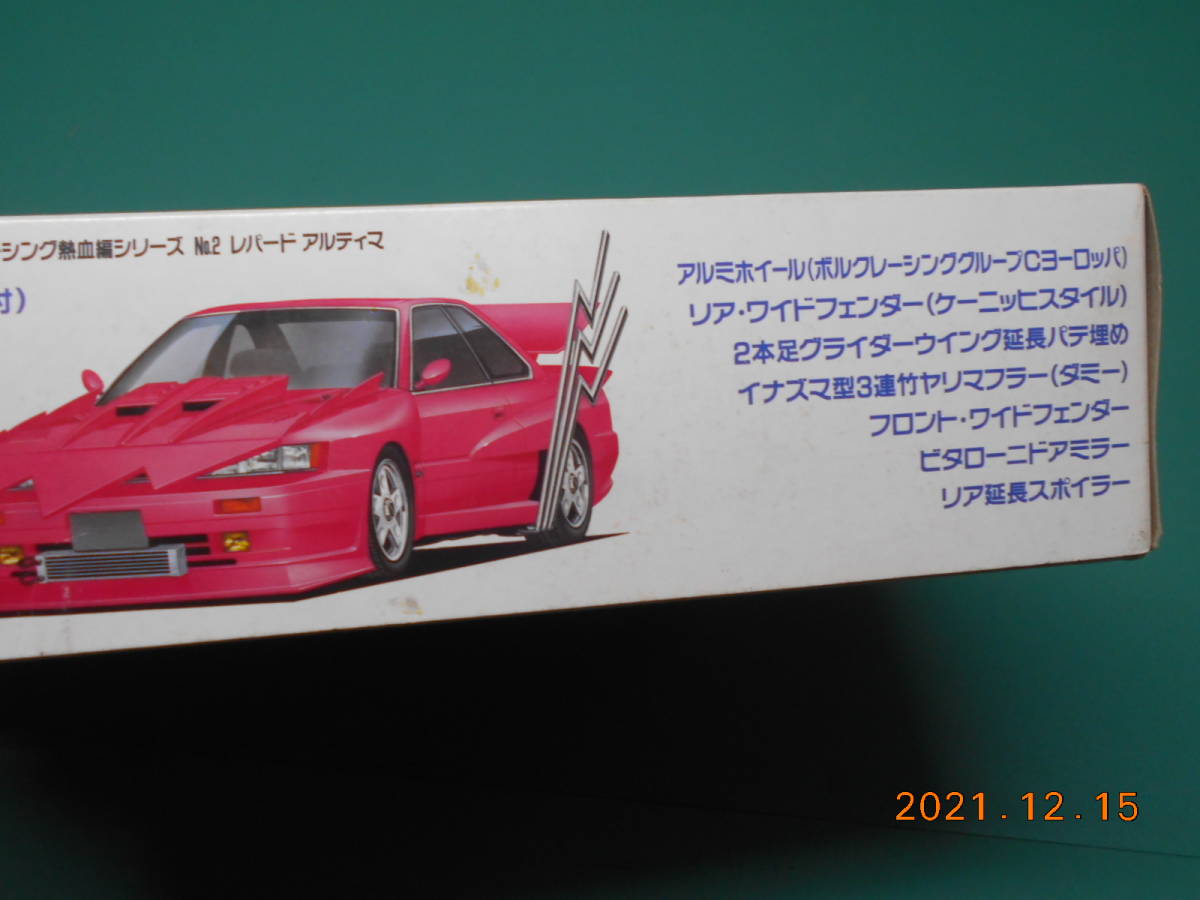 ーシング熱血編シリーズ No.2 レパード アルティマ
付)
アルミホイール(ボルクレーシンググループCヨーロッパ)
リア・ワイドフェンダー(ケーニッヒスタイル)
2本足グライダーウイング延長パテ埋め
イナズマ型3連竹ヤリマフラー(ダミー)
フロント・ワイドフェンダー
ビタローニドアミラー
リア延長スポイラー
2021.12.15